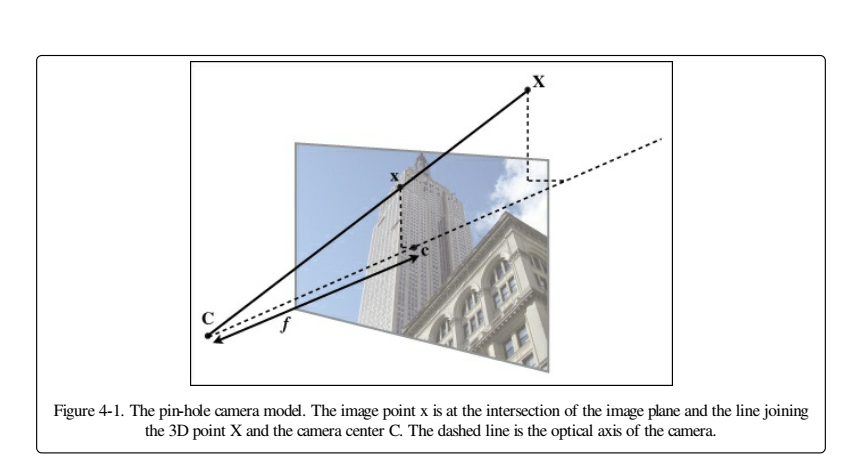 X
x
c
C
f
Figure 4-1. The pin-hole camera model. The image point x is at the intersection of the image plane and the line joining
the 3D point X and the camera center C. The dashed line is the optical axis of the camera.